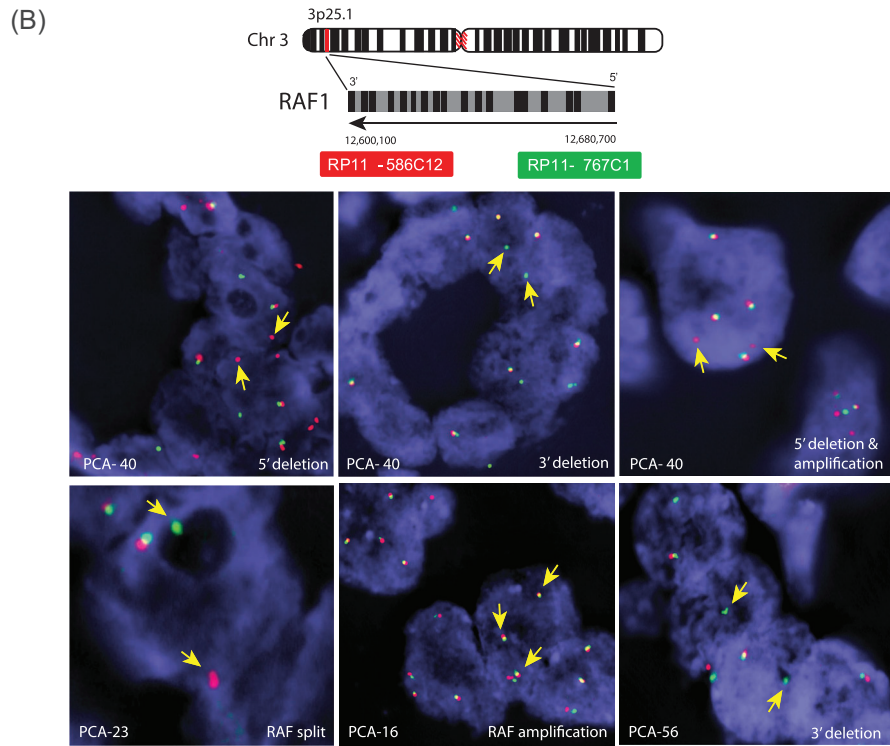 (B)
3p25.1
Chr 3
3'
5'
RAF1
12,600,100
12,680,700
RP11 - 586C12
RP11- 767C1
PCA- 40
5' deletion
PCA- 40
3' deletion
PCA- 40
5' deletion &
amplification
PCA-23
RAF split
PCA-16
RAF amplification
PCA-56
3' deletion